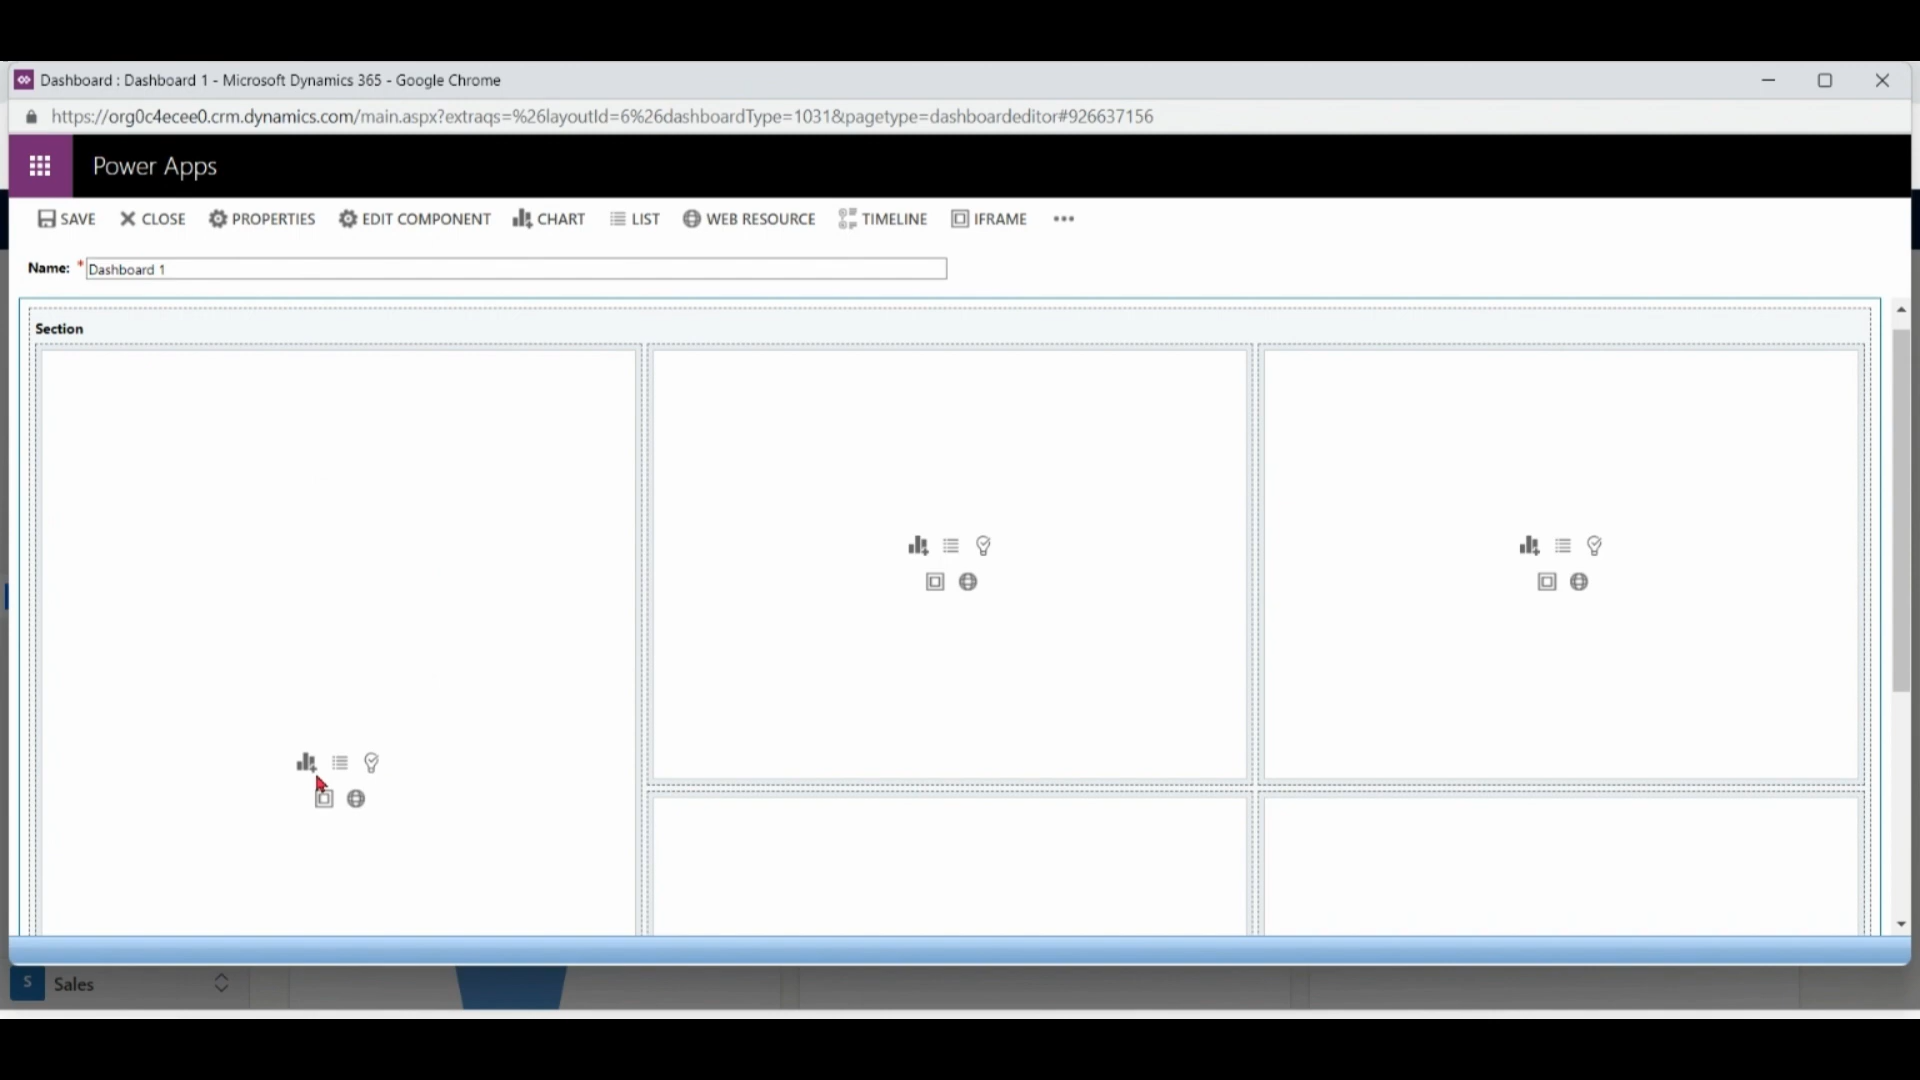 Dashboard : Dashboard 1 - Microsoft Dynamics 365 - Google Chrome
https://org0c4ecee0.crm.dynamics.com/main.aspx?extraqs=%26layoutId=6%26dashboardType=1031&pagetype=dashboardeditor#926637156
Power Apps
SAVE CLOSE PROPERTIES EDIT COMPONENT CHART LIST WEB RESOURCE TIMELINE IFRAME
Name: * Dashboard 1
Section
S Sales